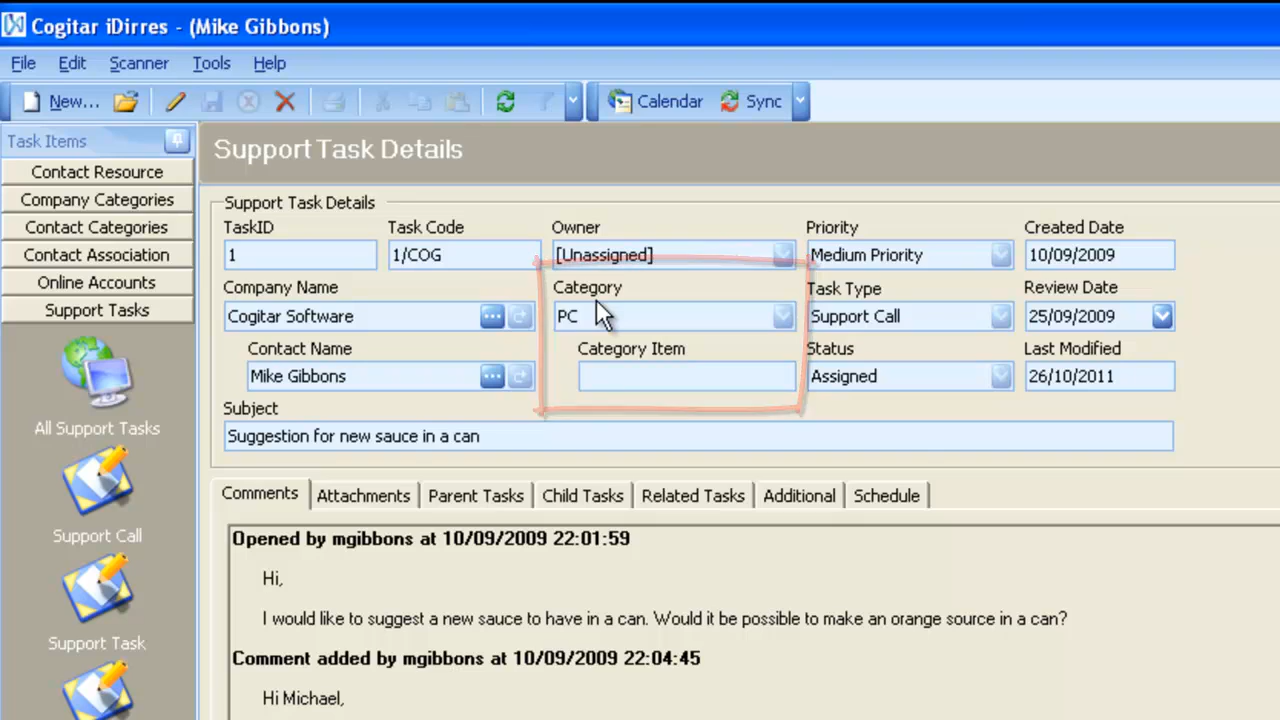 Cogitar iDirres - (Mike Gibbons)
File Edit Scanner Tools Help
New... Calendar Sync
Task Items
Contact Resource
Company Categories
Contact Categories
Contact Association
Online Accounts
Support Tasks
All Support Tasks
Support Call
Support Task
Support Task Details
Support Task Details
TaskID Task Code Owner Priority Created Date
1 1/COG [Unassigned] Medium Priority 10/09/2009
Company Name Category Task Type Review Date
Cogitar Software PC Support Call 25/09/2009
Contact Name Category Item Status Last Modified
Mike Gibbons Assigned 26/10/2011
Subject
Suggestion for new sauce in a can
Comments Attachments Parent Tasks Child Tasks Related Tasks Additional Schedule
Opened by mgibbons at 10/09/2009 22:01:59
Hi,
I would like to suggest a new sauce to have in a can. Would it be possible to make an orange source in a can?
Comment added by mgibbons at 10/09/2009 22:04:45
Hi Michael,